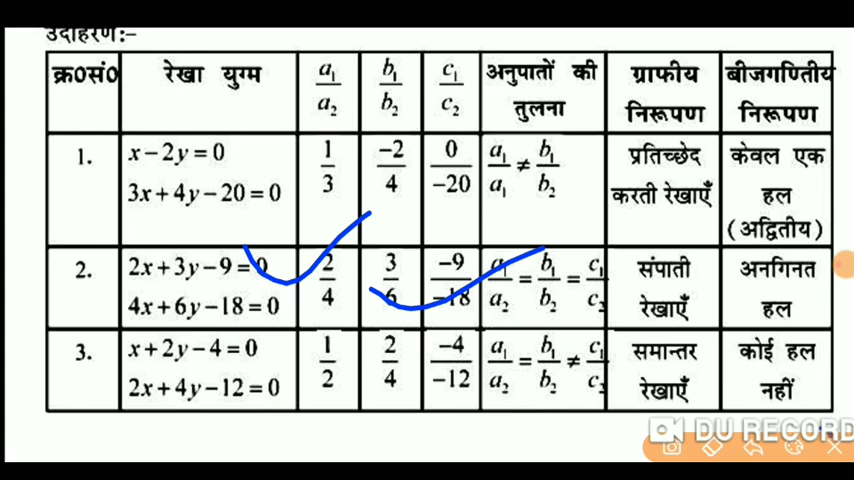 उदाहरणः–
क्र०सं० रेखा युग्म a₁/a₂ b₁/b₂ c₁/c₂ अनुपातों की तुलना ग्राफीय निरूपण बीजगणितीय निरूपण
1. x−2y=0 1/3 −2/4 0/−20 a₁/a₁ ≠ b₁/b₂ प्रतिच्छेद केवल एक
3x+4y−20=0 करती रेखाएँ हल
(अद्वितीय)
2. 2x+3y−9=0 2/4 3/6 −9/−18 a₁/a₂ = b₁/b₂ = c₁/c₂ संपाती अनगिनत
4x+6y−18=0 रेखाएँ हल
3. x+2y−4=0 1/2 2/4 −4/−12 a₁/a₂ = b₁/b₂ ≠ c₁/c₂ समान्तर कोई हल
2x+4y−12=0 रेखाएँ नहीं
DU RECORD